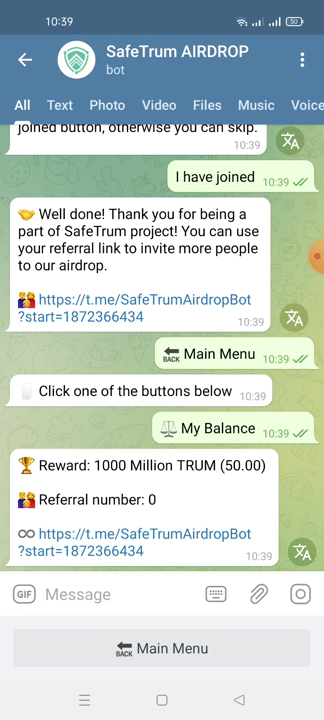 10:39
50
SafeTrum AIRDROP
bot
All Text Photo Video Files Music Voice
joined button, otherwise you can skip.
10:39
I have joined 10:39
🤝 Well done! Thank you for being a
part of SafeTrum project! You can use
your referral link to invite more people
to our airdrop.
👫 https://t.me/SafeTrumAirdropBot
?start=1872366434
10:39
🔙 Main Menu 10:39
Click one of the buttons below 10:39
⚖️ My Balance 10:39
🏆 Reward: 1000 Million TRUM (50.00)
👫 Referral number: 0
♾ https://t.me/SafeTrumAirdropBot
?start=1872366434
10:39
GIF Message
🔙 Main Menu